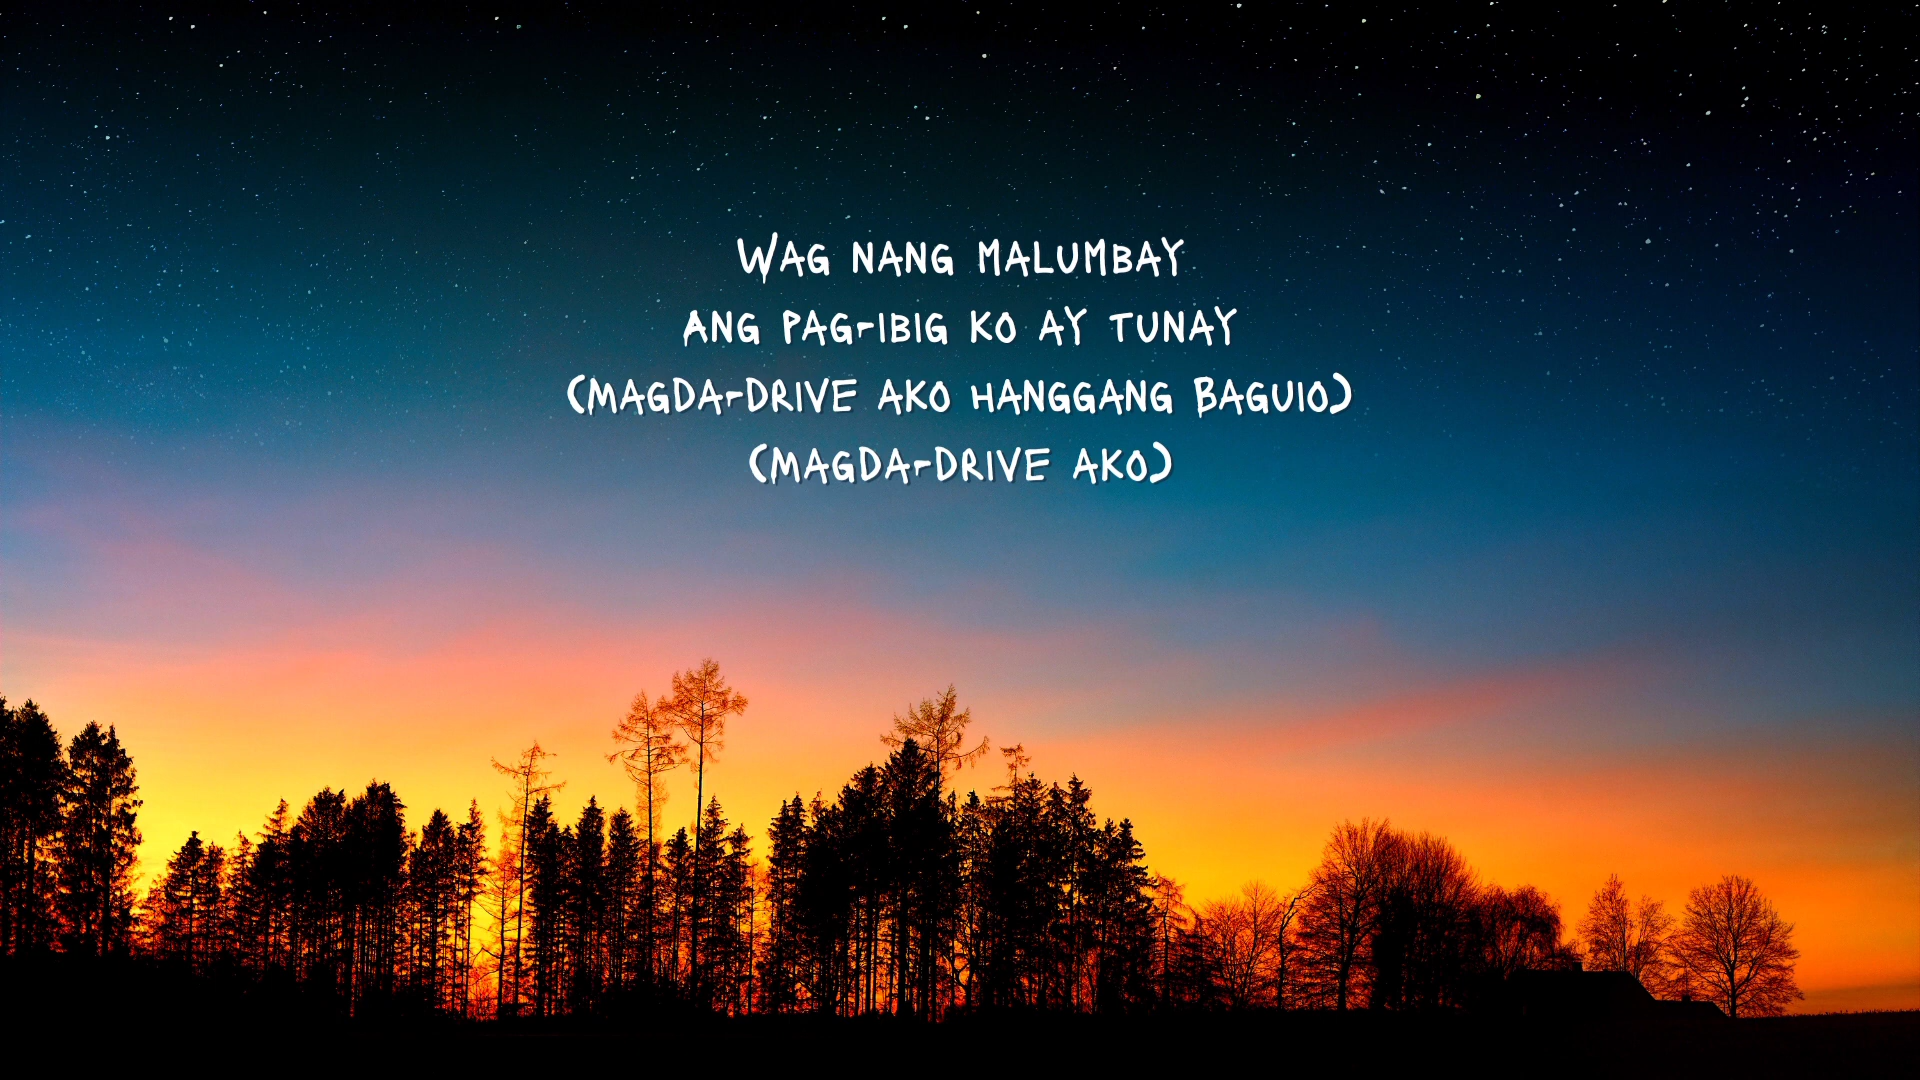 Wag nang malumbay
Ang pag-ibig ko ay tunay
(Magda-drive ako hanggang Baguio)
(Magda-drive ako)